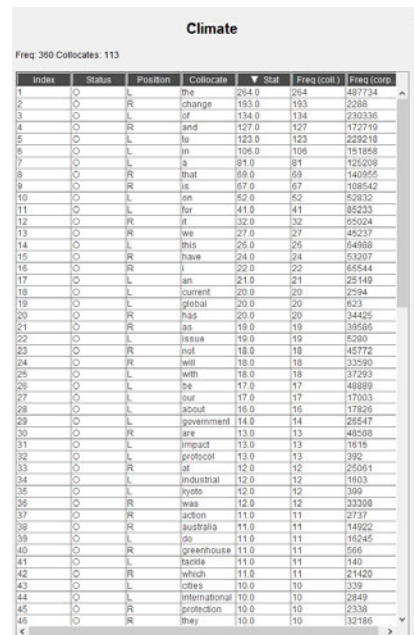 Climate
Freq: 360 Collocates: 113
Index Status Position Collocate ▼ Stat Freq (coll.) Freq (corp.
1 O L the 264.0 264 487734
2 O R change 193.0 193 2288
3 O L of 134.0 134 230336
4 O R and 127.0 127 172719
5 O L to 123.0 123 229218
6 O L in 106.0 106 151858
7 O L a 81.0 81 125208
8 O R that 69.0 69 140955
9 O R is 67.0 67 108542
10 O L on 52.0 52 52832
11 O L for 41.0 41 85233
12 O R it 32.0 32 65024
13 O R we 27.0 27 45237
14 O L this 26.0 26 64988
15 O R have 24.0 24 53207
16 O R i 22.0 22 65544
17 O L an 21.0 21 25149
18 O L current 20.0 20 2594
19 O L global 20.0 20 623
20 O R has 20.0 20 34425
21 O R as 19.0 19 39586
22 O L issue 19.0 19 5280
23 O R not 18.0 18 45772
24 O R will 18.0 18 33590
25 O L with 18.0 18 37293
26 O L be 17.0 17 48889
27 O L our 17.0 17 17003
28 O L about 16.0 16 17826
29 O L government 14.0 14 26547
30 O R are 13.0 13 48588
31 O L impact 13.0 13 1615
32 O L protocol 13.0 13 392
33 O R at 12.0 12 25061
34 O L industrial 12.0 12 1603
35 O L kyoto 12.0 12 399
36 O R was 12.0 12 33308
37 O R action 11.0 11 2737
38 O R australia 11.0 11 14922
39 O L do 11.0 11 16245
40 O R greenhouse 11.0 11 566
41 O L tackle 11.0 11 140
42 O R which 11.0 11 21420
43 O L cities 10.0 10 339
44 O L international 10.0 10 2849
45 O R protection 10.0 10 2338
46 O R they 10.0 10 32186